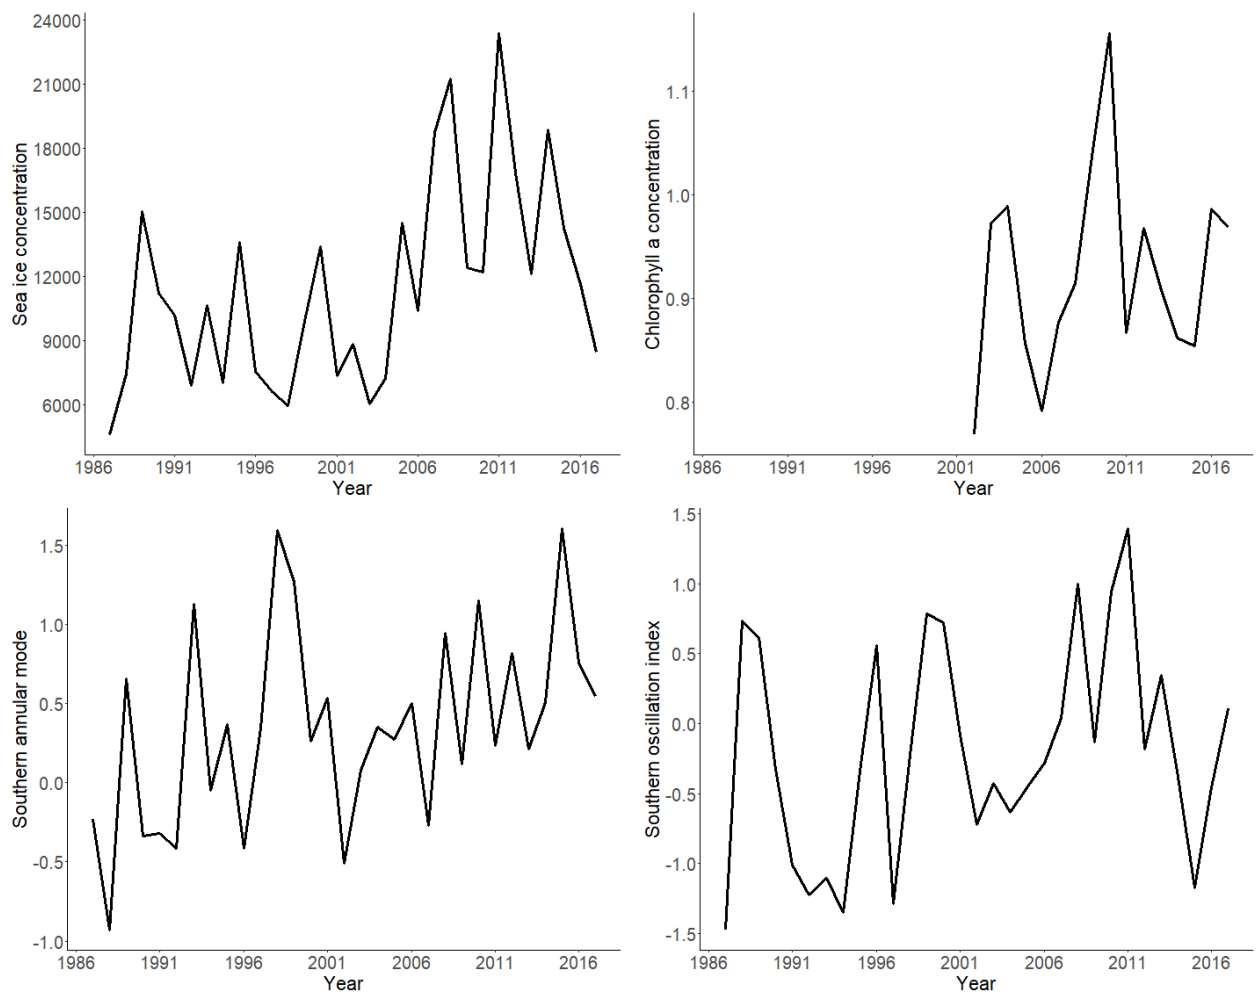 Sea ice concentration
24000
21000
18000
15000
12000
9000
6000
1986 1991 1996 2001 2006 2011 2016
Year
Chlorophyll a concentration
1.1
1.0
0.9
0.8
1986 1991 1996 2001 2006 2011 2016
Year
Southern annular mode
1.5
1.0
0.5
0.0
-0.5
-1.0
1986 1991 1996 2001 2006 2011 2016
Year
Southern oscillation index
1.5
1.0
0.5
0.0
-0.5
-1.0
-1.5
1986 1991 1996 2001 2006 2011 2016
Year